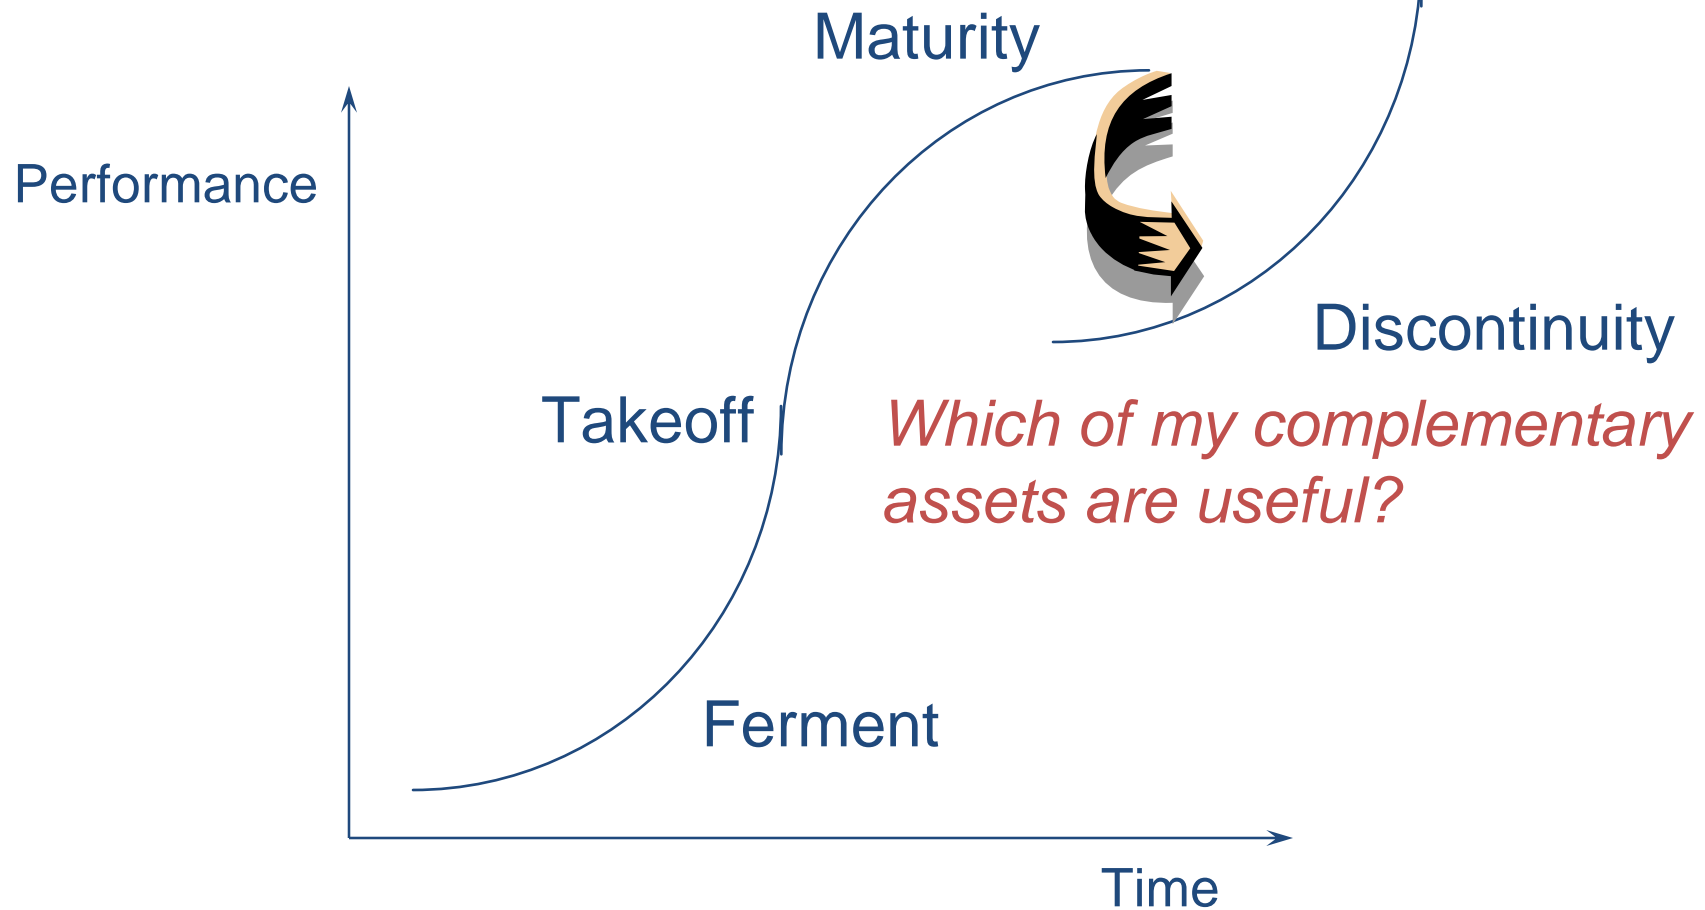 Maturity
Performance
Discontinuity
Takeoff
Which of my complementary
assets are useful?
Ferment
Time